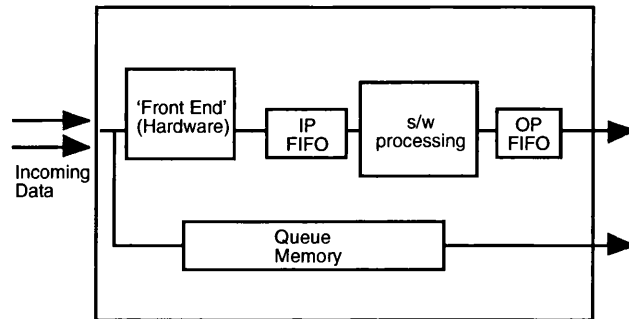 'Front End'
(Hardware)
IP
FIFO
s/w
processing
OP
FIFO
Incoming
Data
Queue
Memory